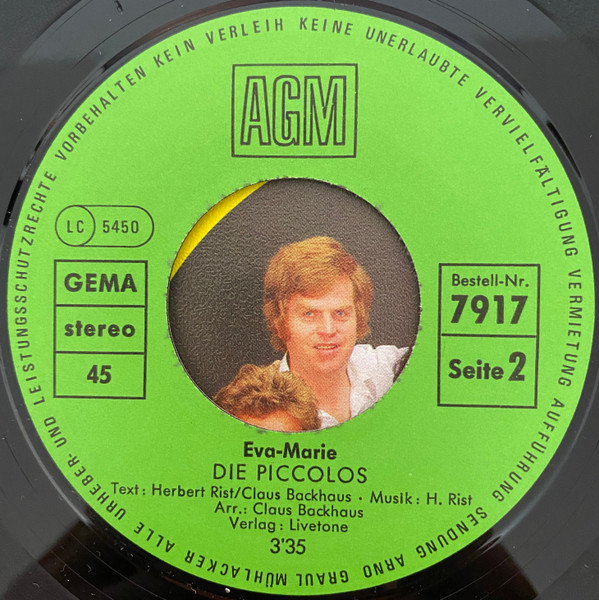 ALLE URHEBER- UND LEISTUNGSSCHUTZRECHTE VORBEHALTEN KEIN VERLEIH KEINE UNERLAUBTE VERVIELFÄLTIGUNG VERMIETUNG AUFFÜHRUNG SENDUNG ARNO GRAUL MÜHLACKER
AGM
LC 5450
GEMA
stereo
45
Bestell-Nr.
7917
Seite 2
Eva-Marie
DIE PICCOLOS
Text: Herbert Rist/Claus Backhaus · Musik: H. Rist
Arr.: Claus Backhaus
Verlag: Livetone
3'35